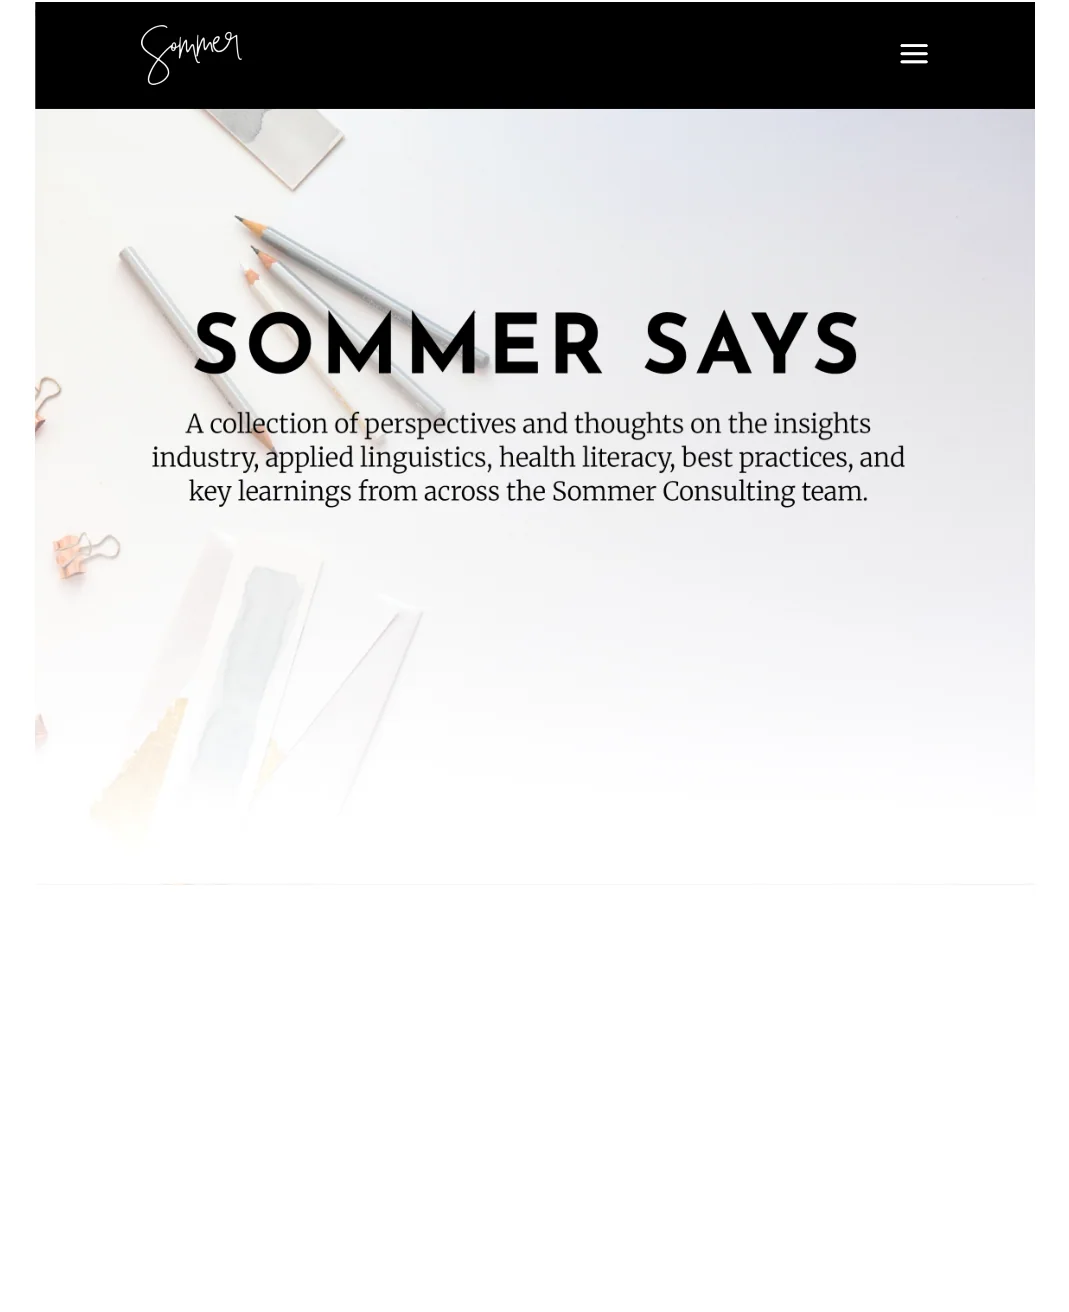 Sommer
SOMMER SAYS
A collection of perspectives and thoughts on the insights
industry, applied linguistics, health literacy, best practices, and
key learnings from across the Sommer Consulting team.